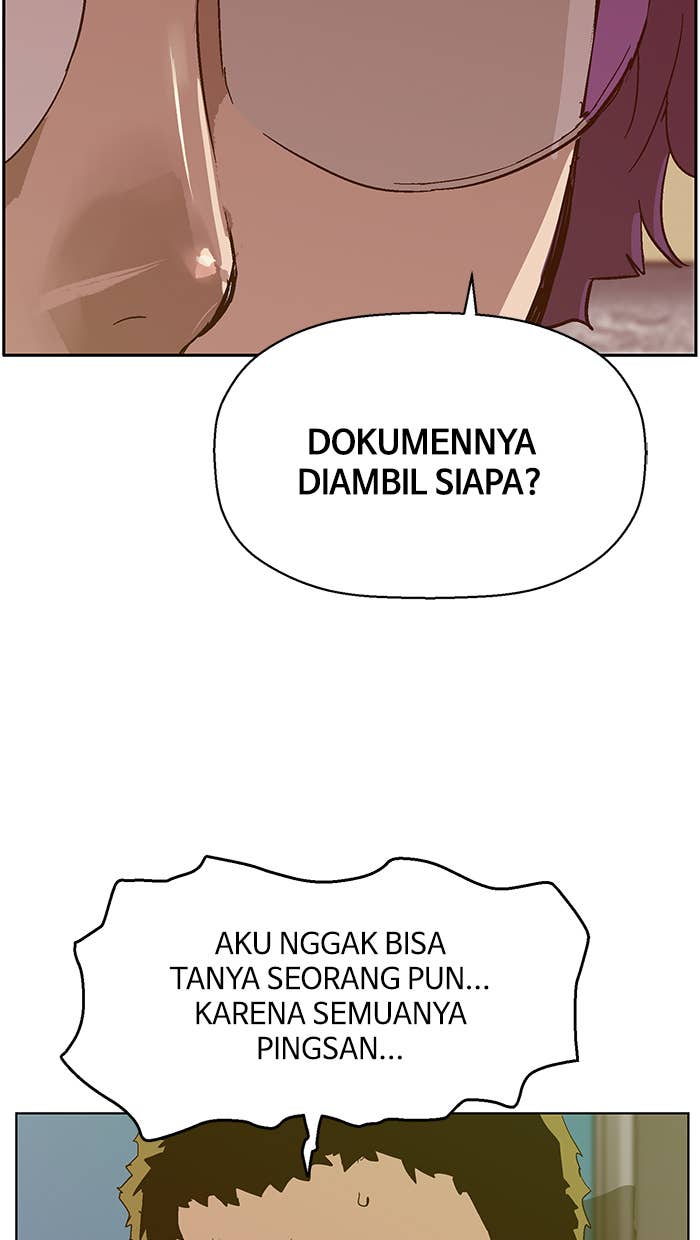 DOKUMENNYA
DIAMBIL SIAPA?
AKU NGGAK BISA
TANYA SEORANG PUN...
KARENA SEMUANYA
PINGSAN...